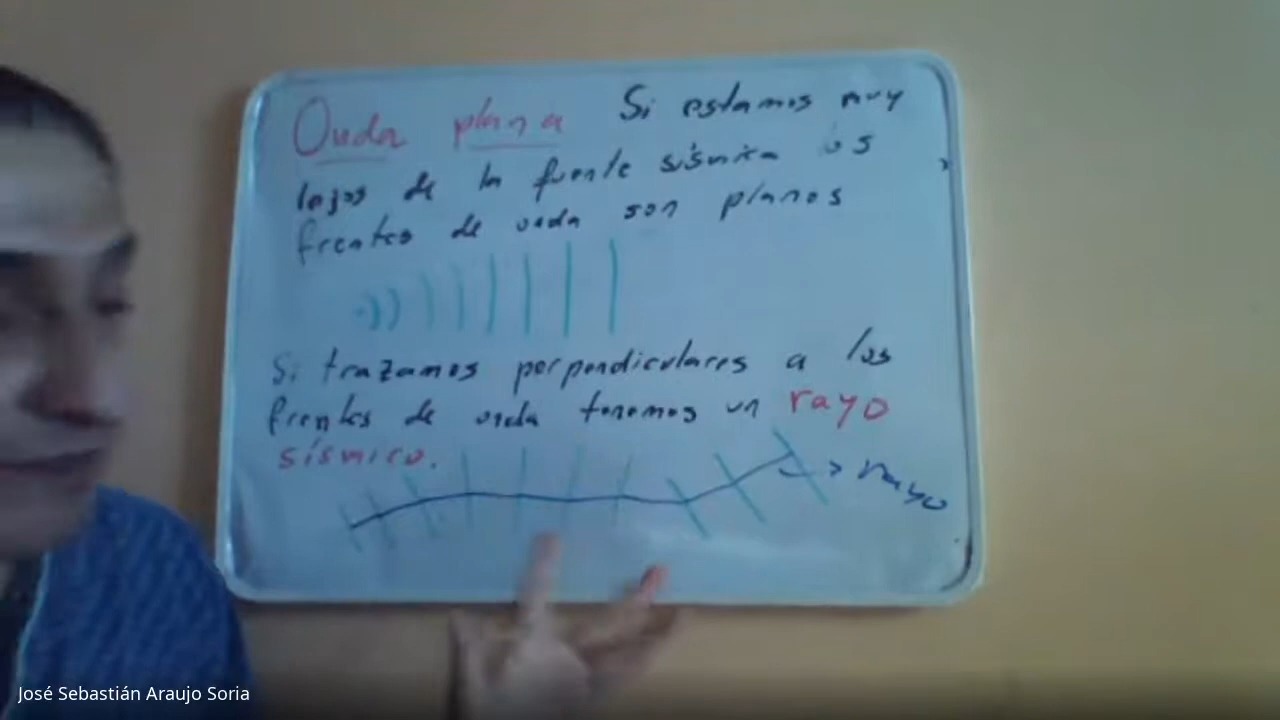 Onda plana Si estamos muy
lejos de la fuente sísmica los
frentes de onda son planos
Si trazamos perpendiculares a los
frentes de onda tenemos un rayo
sísmico.
→ rayo
José Sebastián Araujo Soria